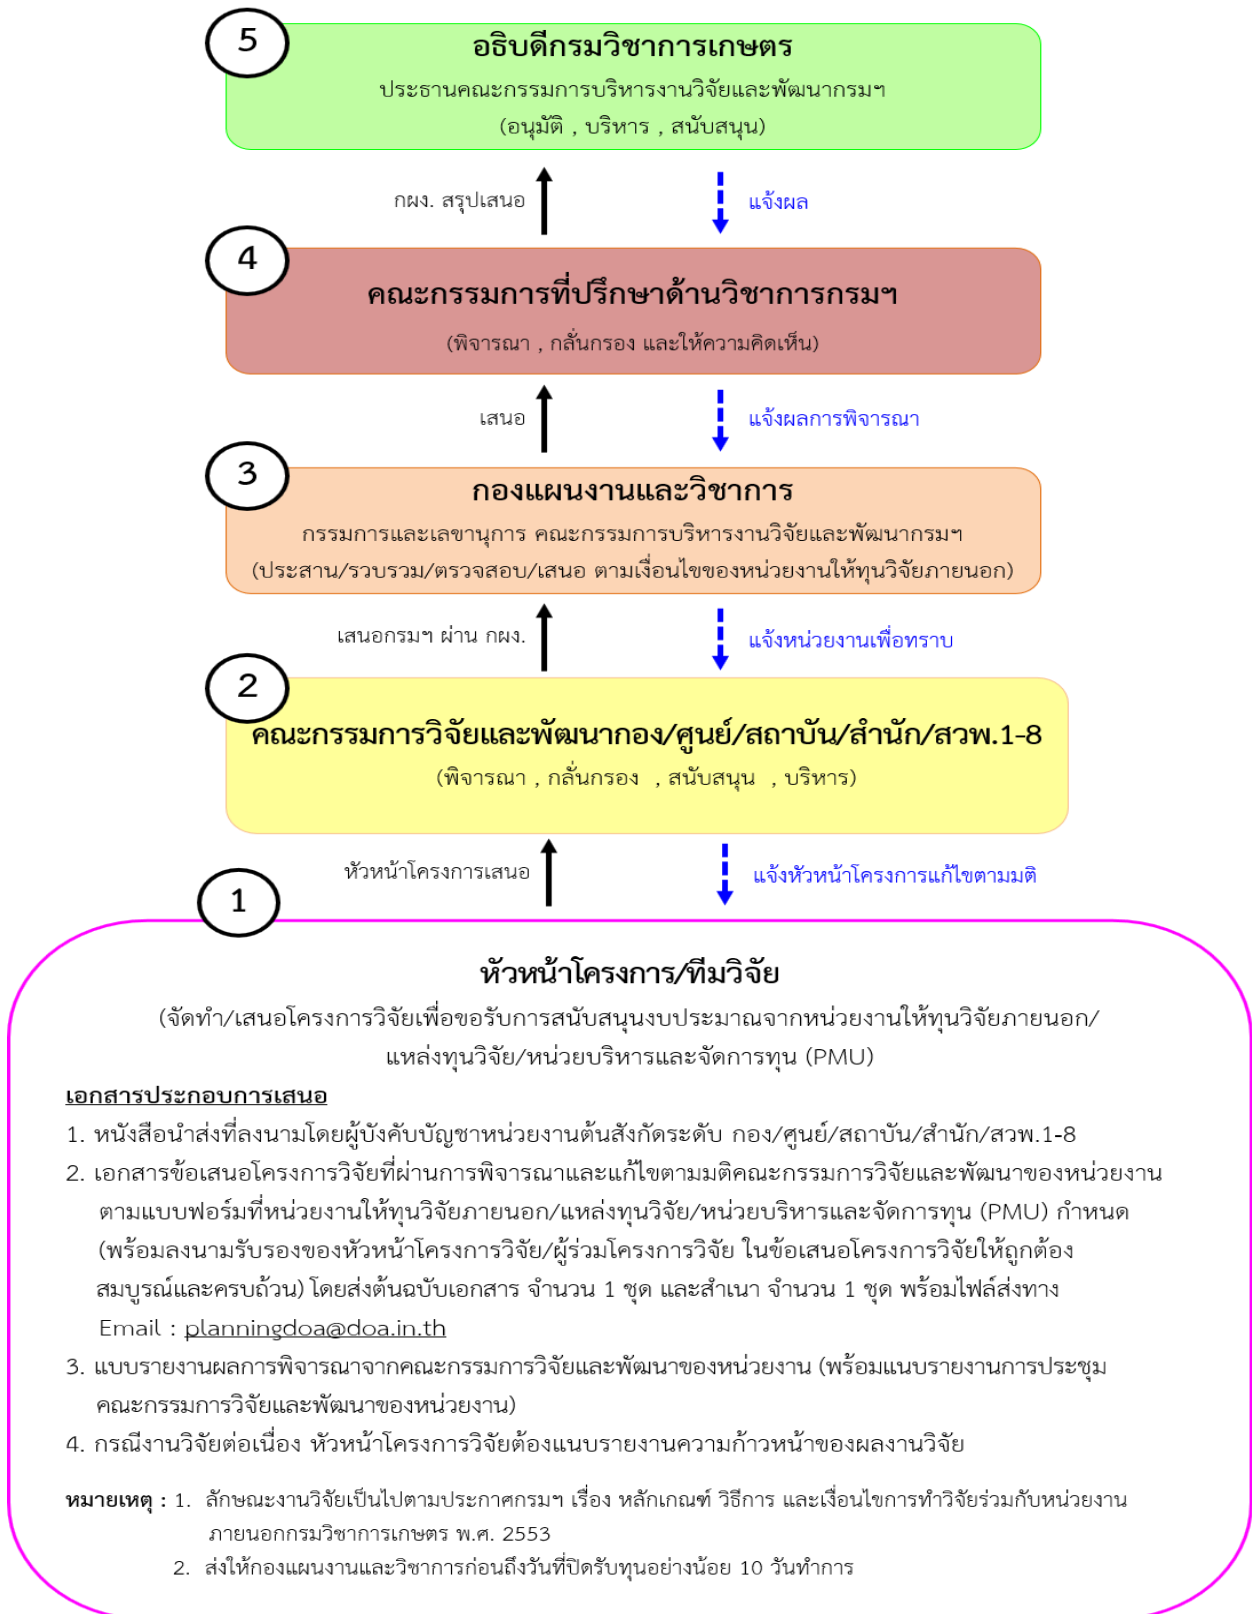 5
อธิบดีกรมวิชาการเกษตร
ประธานคณะกรรมการบริหารงานวิจัยและพัฒนากรมฯ
(อนุมัติ , บริหาร , สนับสนุน)
กผง. สรุปเสนอ
แจ้งผล
4
คณะกรรมการที่ปรึกษาด้านวิชาการกรมฯ
(พิจารณา , กลั่นกรอง และให้ความคิดเห็น)
เสนอ
แจ้งผลการพิจารณา
3
กองแผนงานและวิชาการ
กรรมการและเลขานุการ คณะกรรมการบริหารงานวิจัยและพัฒนากรมฯ
(ประสาน/รวบรวม/ตรวจสอบ/เสนอ ตามเงื่อนไขของหน่วยงานให้ทุนวิจัยภายนอก)
เสนอกรมฯ ผ่าน กผง.
แจ้งหน่วยงานเพื่อทราบ
2
คณะกรรมการวิจัยและพัฒนากอง/ศูนย์/สถาบัน/สำนัก/สวพ.1-8
(พิจารณา , กลั่นกรอง , สนับสนุน , บริหาร)
หัวหน้าโครงการเสนอ
แจ้งหัวหน้าโครงการแก้ไขตามมติ
1
หัวหน้าโครงการ/ทีมวิจัย
(จัดทำ/เสนอโครงการวิจัยเพื่อขอรับการสนับสนุนงบประมาณจากหน่วยงานให้ทุนวิจัยภายนอก/
แหล่งทุนวิจัย/หน่วยบริหารและจัดการทุน (PMU)
เอกสารประกอบการเสนอ
1. หนังสือนำส่งที่ลงนามโดยผู้บังคับบัญชาหน่วยงานต้นสังกัดระดับ กอง/ศูนย์/สถาบัน/สำนัก/สวพ.1-8
2. เอกสารข้อเสนอโครงการวิจัยที่ผ่านการพิจารณาและแก้ไขตามมติคณะกรรมการวิจัยและพัฒนาของหน่วยงาน
ตามแบบฟอร์มที่หน่วยงานให้ทุนวิจัยภายนอก/แหล่งทุนวิจัย/หน่วยบริหารและจัดการทุน (PMU) กำหนด
(พร้อมลงนามรับรองของหัวหน้าโครงการวิจัย/ผู้ร่วมโครงการวิจัย ในข้อเสนอโครงการวิจัยให้ถูกต้อง
สมบูรณ์และครบถ้วน) โดยส่งต้นฉบับเอกสาร จำนวน 1 ชุด และสำเนา จำนวน 1 ชุด พร้อมไฟล์ส่งทาง
Email : planningdoa@doa.in.th
3. แบบรายงานผลการพิจารณาจากคณะกรรมการวิจัยและพัฒนาของหน่วยงาน (พร้อมแนบรายงานการประชุม
คณะกรรมการวิจัยและพัฒนาของหน่วยงาน)
4. กรณีงานวิจัยต่อเนื่อง หัวหน้าโครงการวิจัยต้องแนบรายงานความก้าวหน้าของผลงานวิจัย
หมายเหตุ : 1. ลักษณะงานวิจัยเป็นไปตามประกาศกรมฯ เรื่อง หลักเกณฑ์ วิธีการ และเงื่อนไขการทำวิจัยร่วมกับหน่วยงาน
ภายนอกกรมวิชาการเกษตร พ.ศ. 2553
2. ส่งให้กองแผนงานและวิชาการก่อนถึงวันที่ปิดรับทุนอย่างน้อย 10 วันทำการ